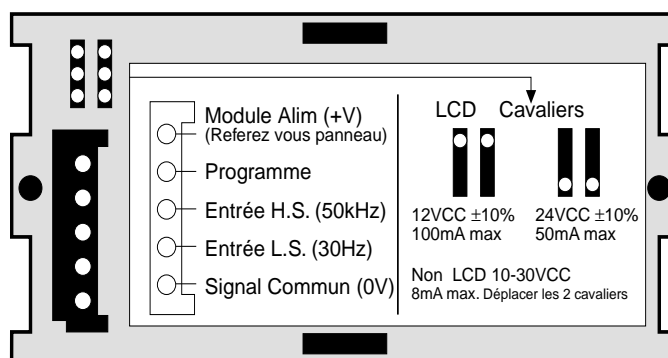 Module Alim (+V)
(Referez vous panneau)
Programme
Entrée H.S. (50kHz)
Entrée L.S. (30Hz)
Signal Commun (0V)
LCD Cavaliers
12VCC ±10%
100mA max
24VCC ±10%
50mA max
Non LCD 10-30VCC
8mA max. Déplacer les 2 cavaliers